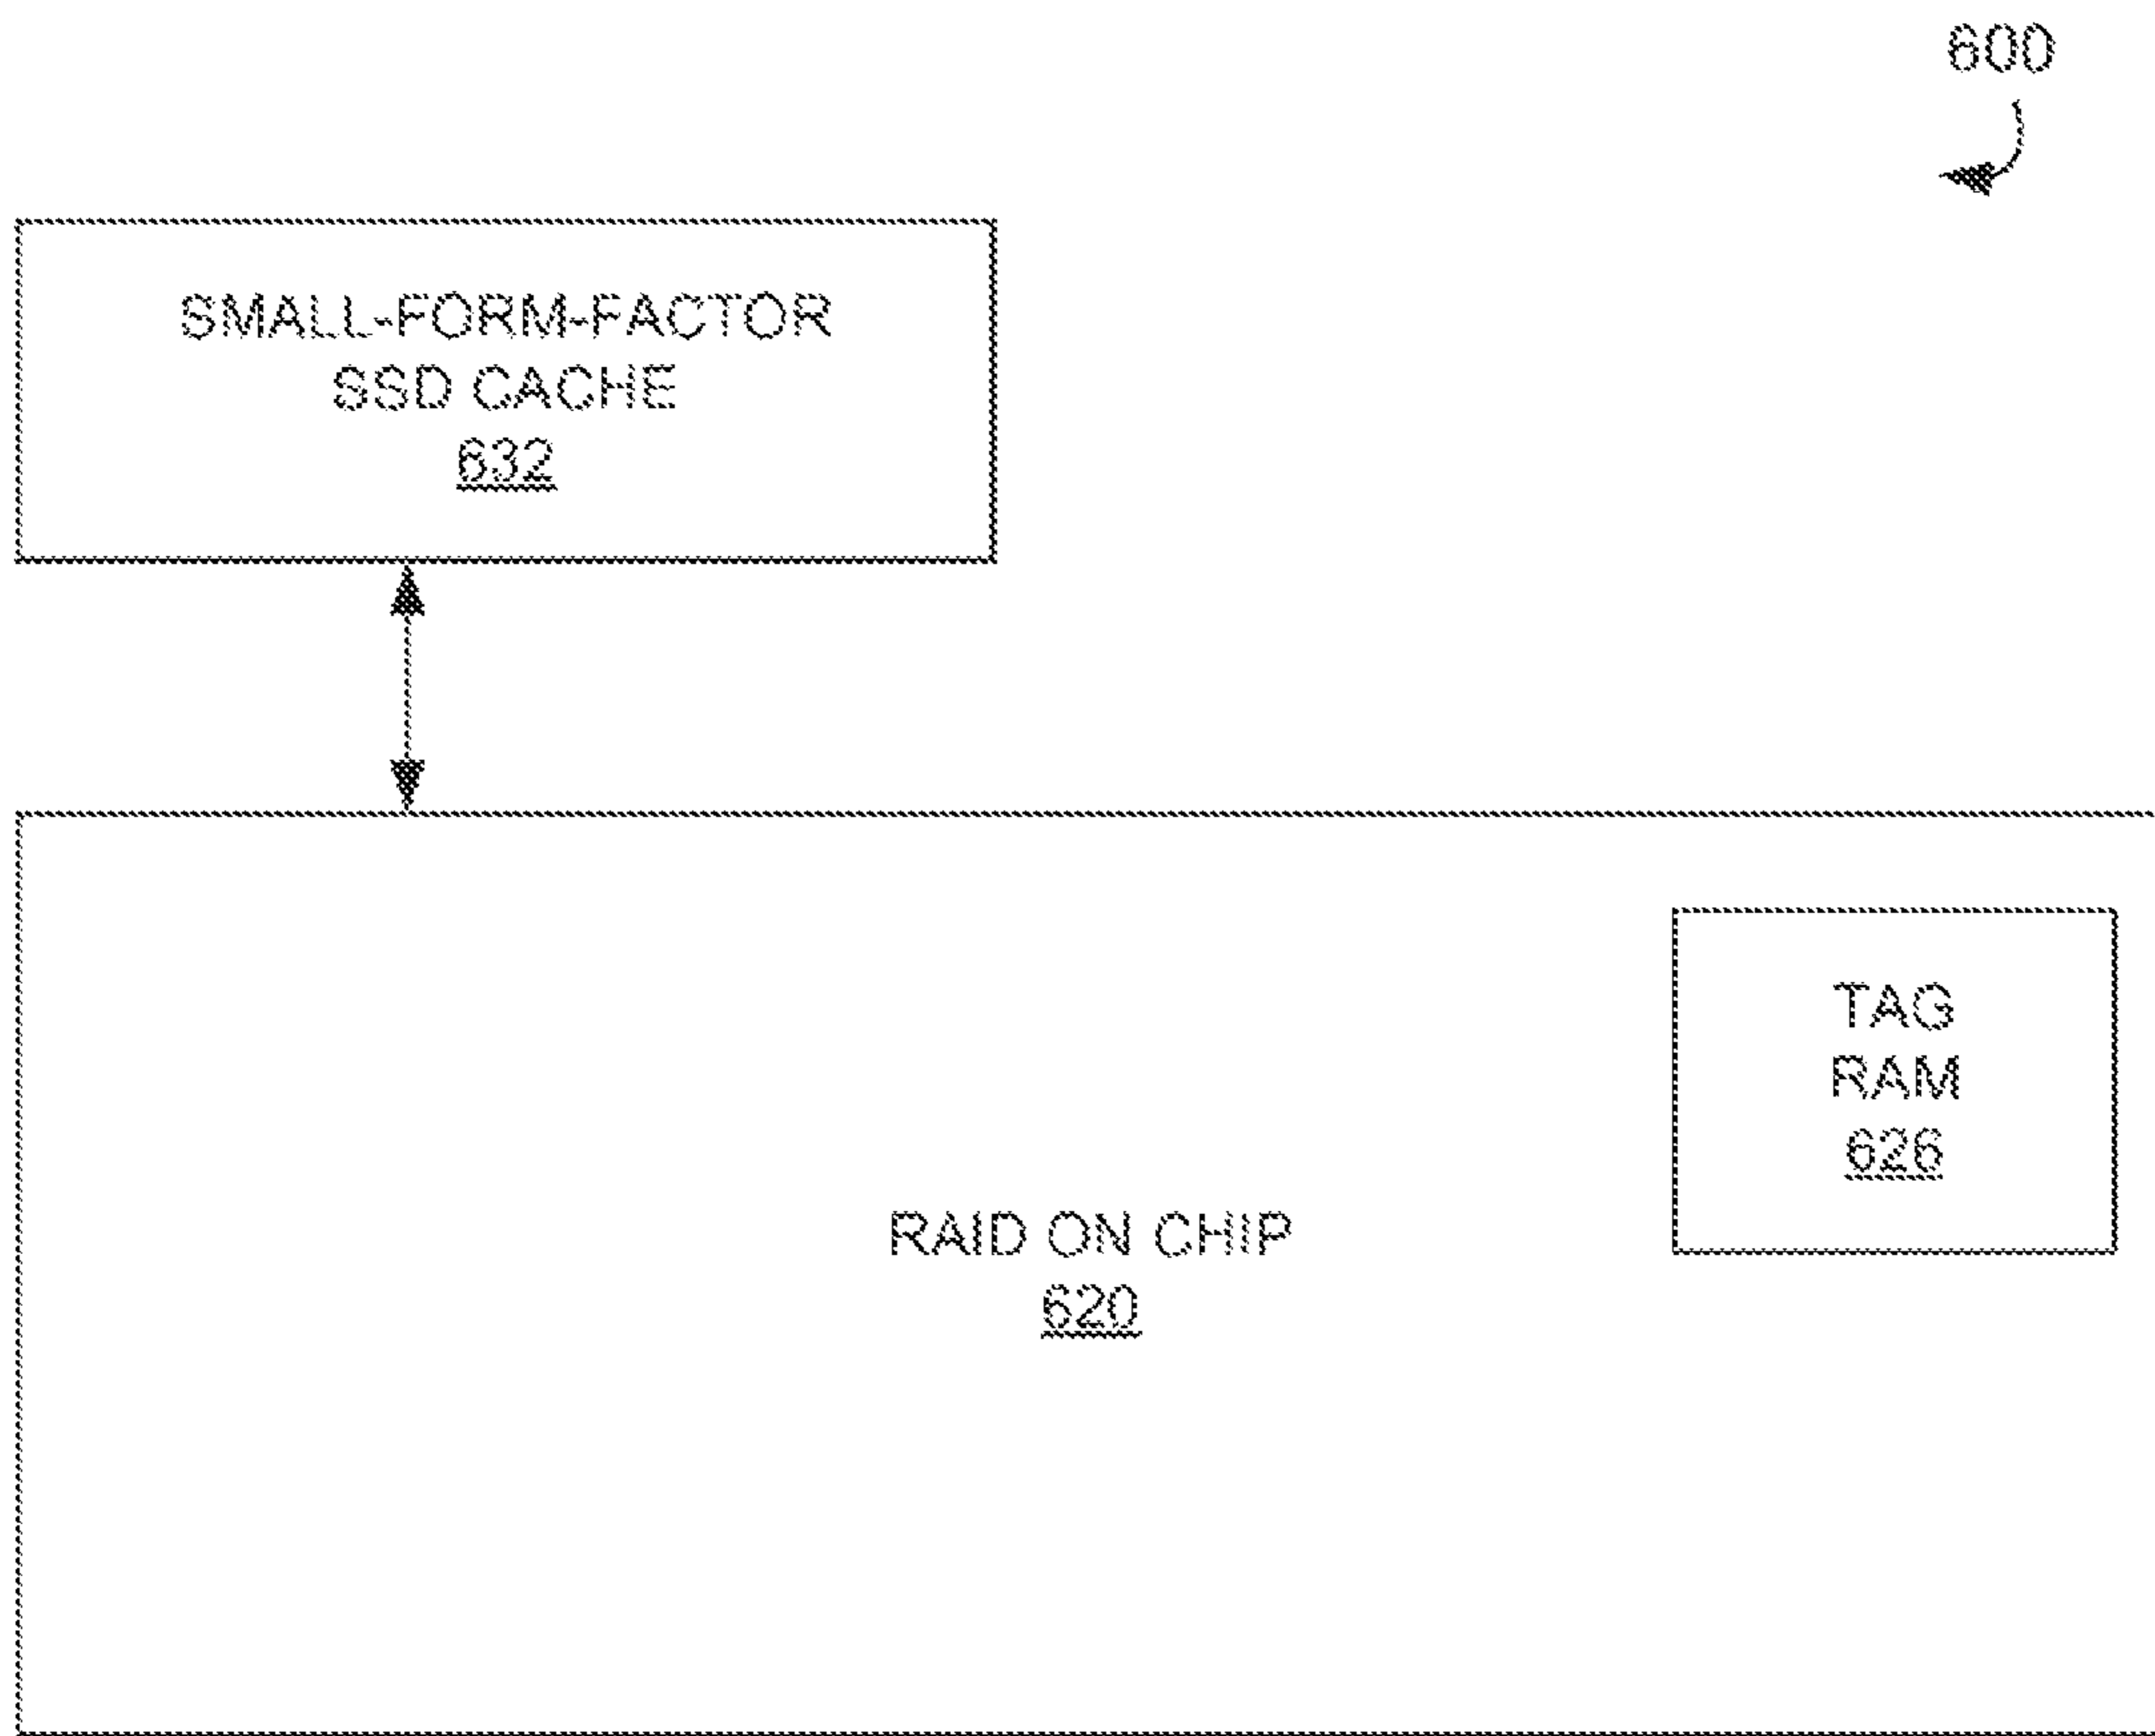 600
SMALL-FORM-FACTOR
SSD CACHE
632
TAG
RAM
626
RAID ON CHIP
620